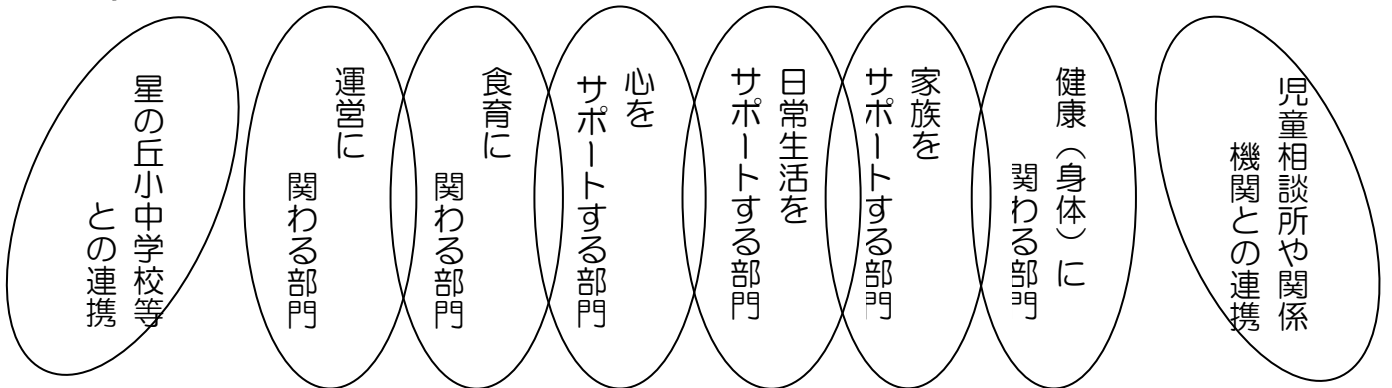 児童相談所や関係
機関との連携
健康（身体）に
関わる部門
家族を
サポートする部門
日常生活を
サポートする部門
心を
サポートする部門
食育に
関わる部門
運営に
関わる部門
星の丘小中学校等
との連携